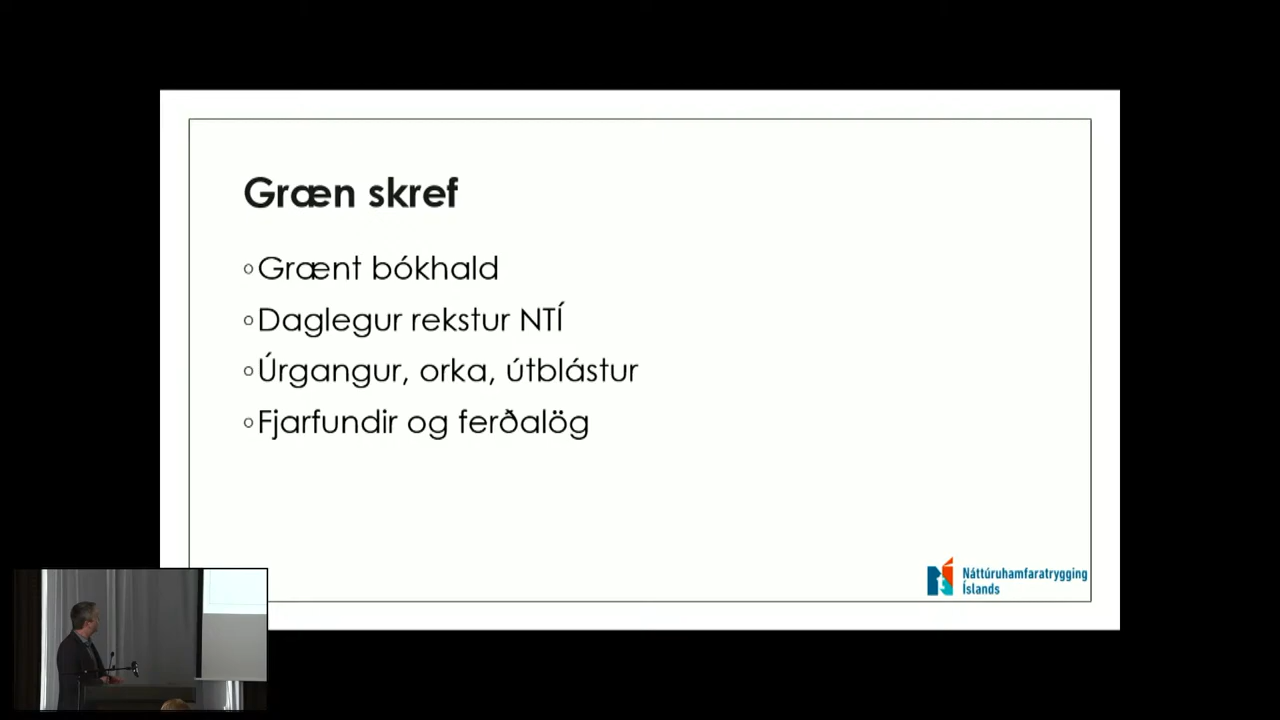 Græn skref
Grænt bókhald
Daglegur rekstur NTÍ
Úrgangur, orka, útblástur
Fjarfundir og ferðalög
Náttúruhamfaratrygging
Íslands